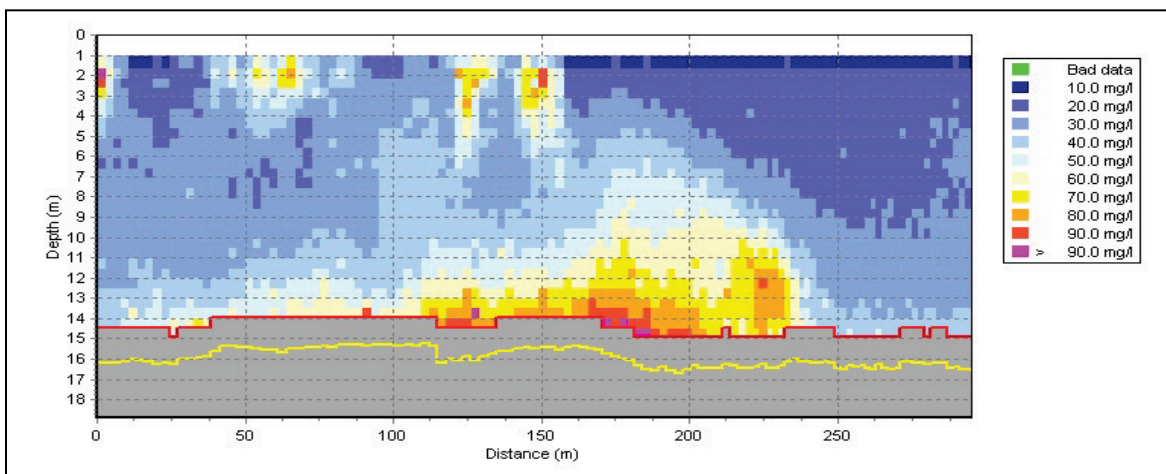 0
1
2
3
4
5
6
7
8
9
10
11
12
13
14
15
16
17
18
Depth (m)
0 50 100 150 200 250
Distance (m)
Bad data
10.0 mg/l
20.0 mg/l
30.0 mg/l
40.0 mg/l
50.0 mg/l
60.0 mg/l
70.0 mg/l
80.0 mg/l
90.0 mg/l
> 90.0 mg/l